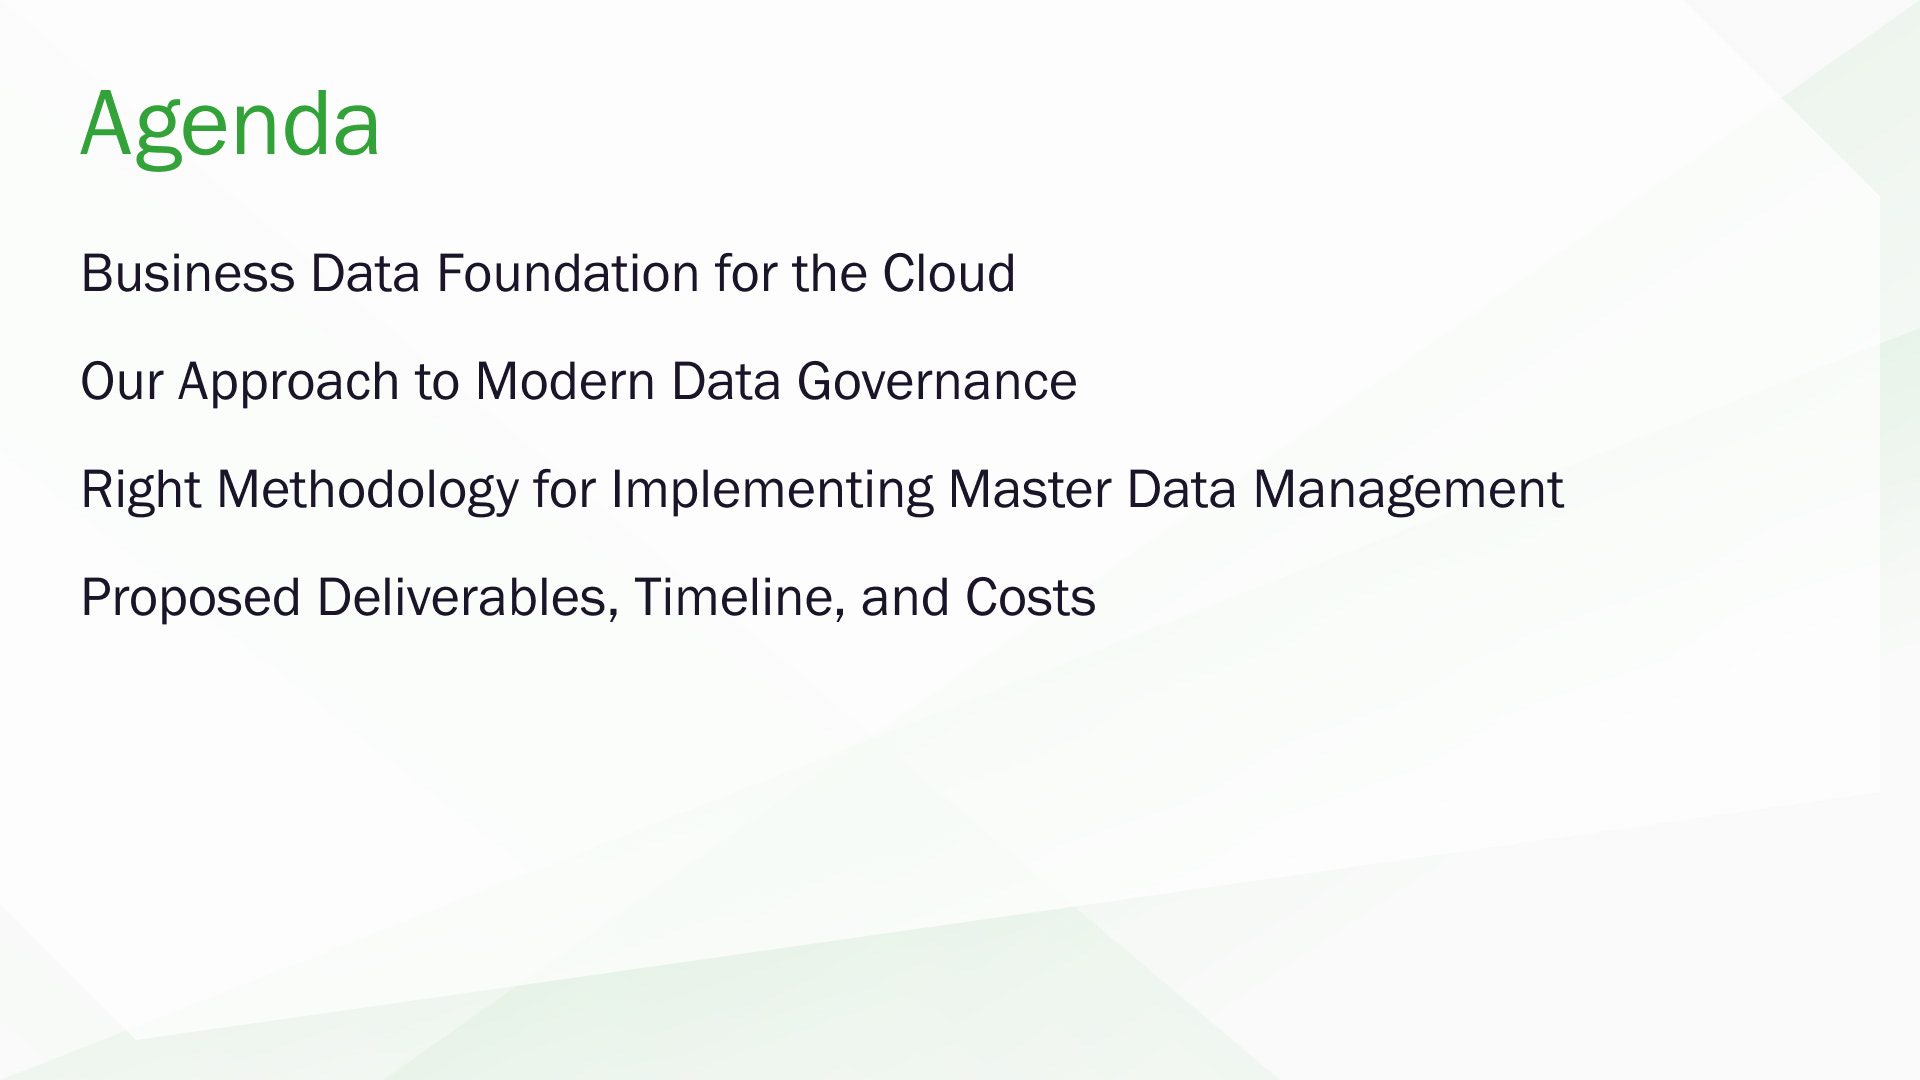 Agenda
Business Data Foundation for the Cloud
Our Approach to Modern Data Governance
Right Methodology for Implementing Master Data Management
Proposed Deliverables, Timeline, and Costs